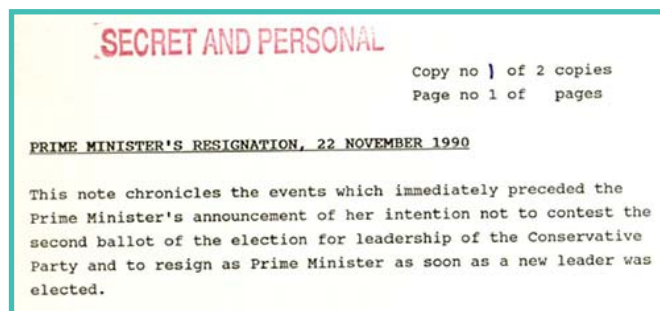 SECRET AND PERSONAL
Copy no 1 of 2 copies
Page no 1 of pages
PRIME MINISTER'S RESIGNATION, 22 NOVEMBER 1990
This note chronicles the events which immediately preceded the
Prime Minister's announcement of her intention not to contest the
second ballot of the election for leadership of the Conservative
Party and to resign as Prime Minister as soon as a new leader was
elected.